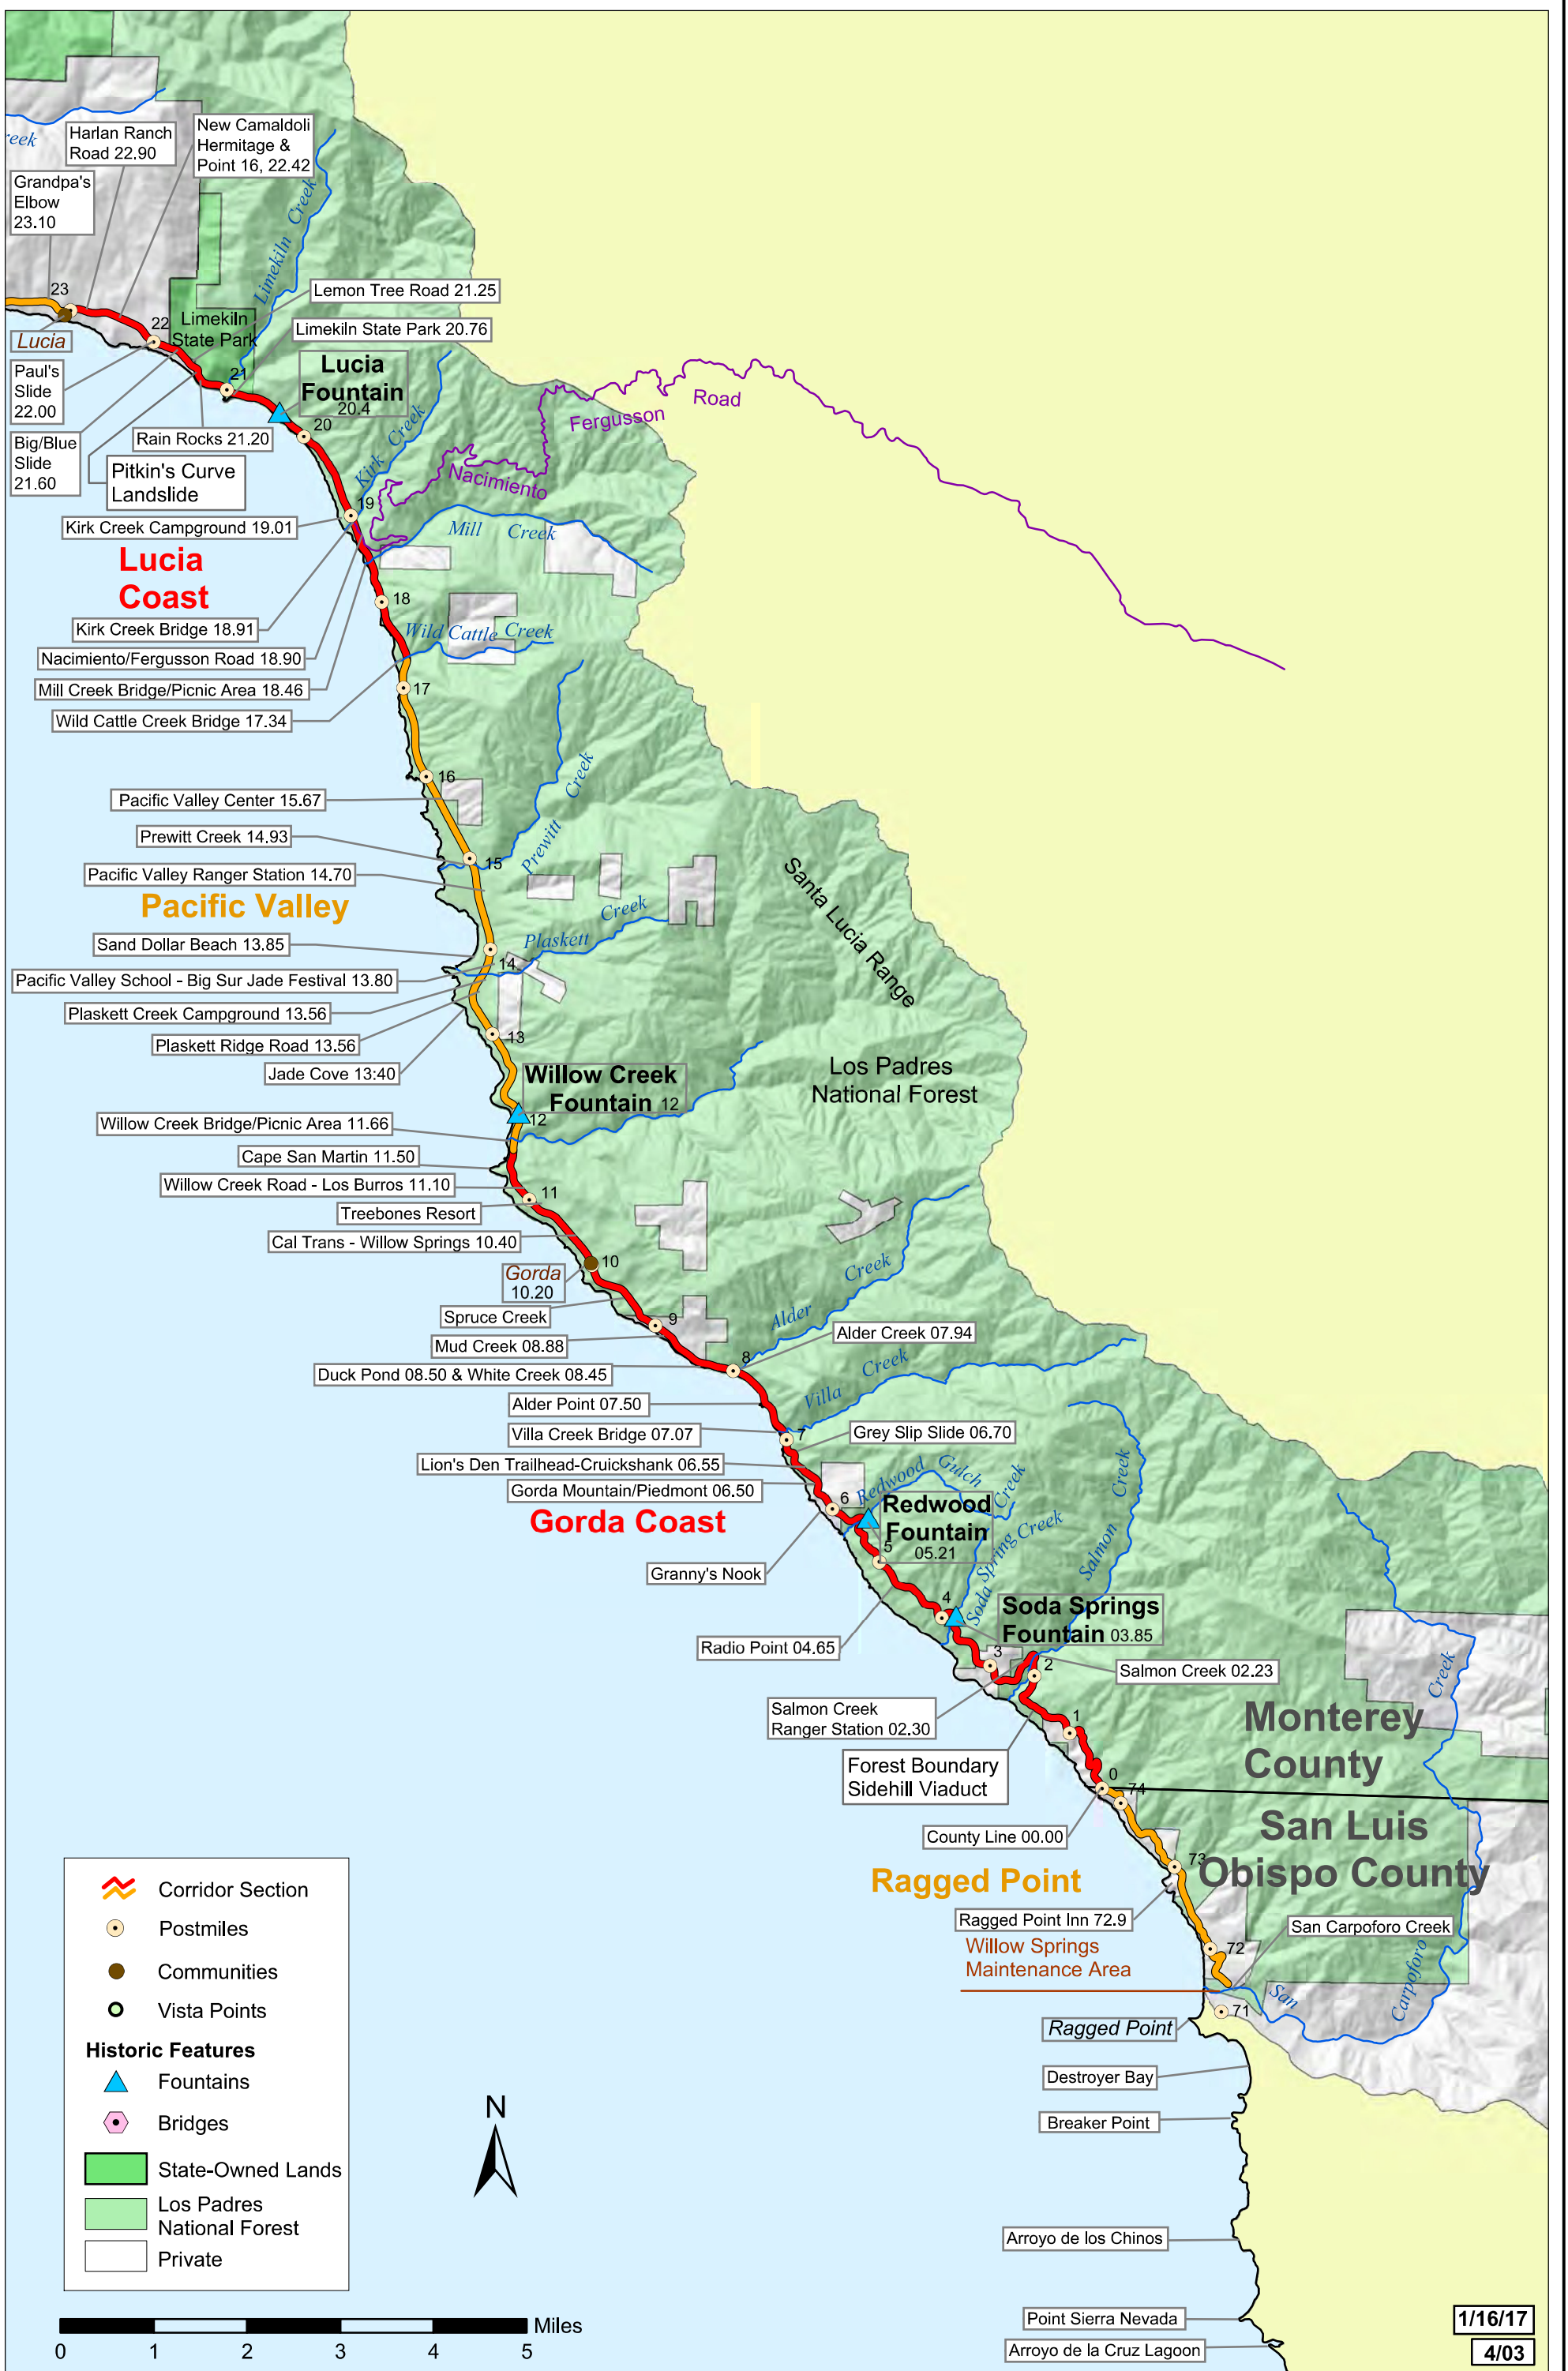 reek
Harlan Ranch
Road 22.90
New Camaldoli
Hermitage &
Point 16, 22.42
Grandpa's
Elbow
23.10
Limekiln Creek
23
Lucia
22
Limekiln
State Park
Lemon Tree Road 21.25
Limekiln State Park 20.76
Paul's
Slide
22.00
21
Lucia
Fountain
20.4
20
Big/Blue
Slide
21.60
Rain Rocks 21.20
Pitkin's Curve
Landslide
Kirk Creek
Nacimiento
Fergusson
Road
19
Kirk Creek Campground 19.01
Mill Creek
Lucia
Coast
18
Kirk Creek Bridge 18.91
Wild Cattle Creek
Nacimiento/Fergusson Road 18.90
Mill Creek Bridge/Picnic Area 18.46
17
Wild Cattle Creek Bridge 17.34
16
Pacific Valley Center 15.67
Prewitt Creek
Prewitt Creek 14.93
15
Pacific Valley Ranger Station 14.70
Pacific Valley
Santa Lucia Range
Plaskett Creek
Sand Dollar Beach 13.85
14
Pacific Valley School - Big Sur Jade Festival 13.80
Plaskett Creek Campground 13.56
13
Plaskett Ridge Road 13.56
Jade Cove 13:40
Los Padres
National Forest
Willow Creek
Fountain 12
12
Willow Creek Bridge/Picnic Area 11.66
Cape San Martin 11.50
Willow Creek Road - Los Burros 11.10
11
Treebones Resort
Cal Trans - Willow Springs 10.40
10
Gorda
10.20
Spruce Creek
9
Mud Creek 08.88
Alder Creek
Alder Creek 07.94
8
Duck Pond 08.50 & White Creek 08.45
Villa Creek
Alder Point 07.50
Villa Creek Bridge 07.07
7
Grey Slip Slide 06.70
Lion's Den Trailhead-Cruickshank 06.55
Gorda Mountain/Piedmont 06.50
Gorda Coast
6
Redwood Gulch
Creek
Redwood
Fountain
05.21
5
Granny's Nook
Soda Spring Creek
Salmon Creek
4
Soda Springs
Fountain 03.85
Radio Point 04.65
3
2
Salmon Creek 02.23
Salmon Creek
Ranger Station 02.30
1
Forest Boundary
Sidehill Viaduct
Monterey
County
0
74
County Line 00.00
San Luis
Obispo County
73
Ragged Point
Ragged Point Inn 72.9
San Carpoforo Creek
72
Willow Springs
Maintenance Area
San Carpoforo Creek
71
Ragged Point
Destroyer Bay
Breaker Point
Arroyo de los Chinos
Point Sierra Nevada
Arroyo de la Cruz Lagoon
Corridor Section
Postmiles
Communities
Vista Points
Historic Features
Fountains
Bridges
State-Owned Lands
Los Padres
National Forest
Private
N
Miles
0 1 2 3 4 5
1/16/17
4/03